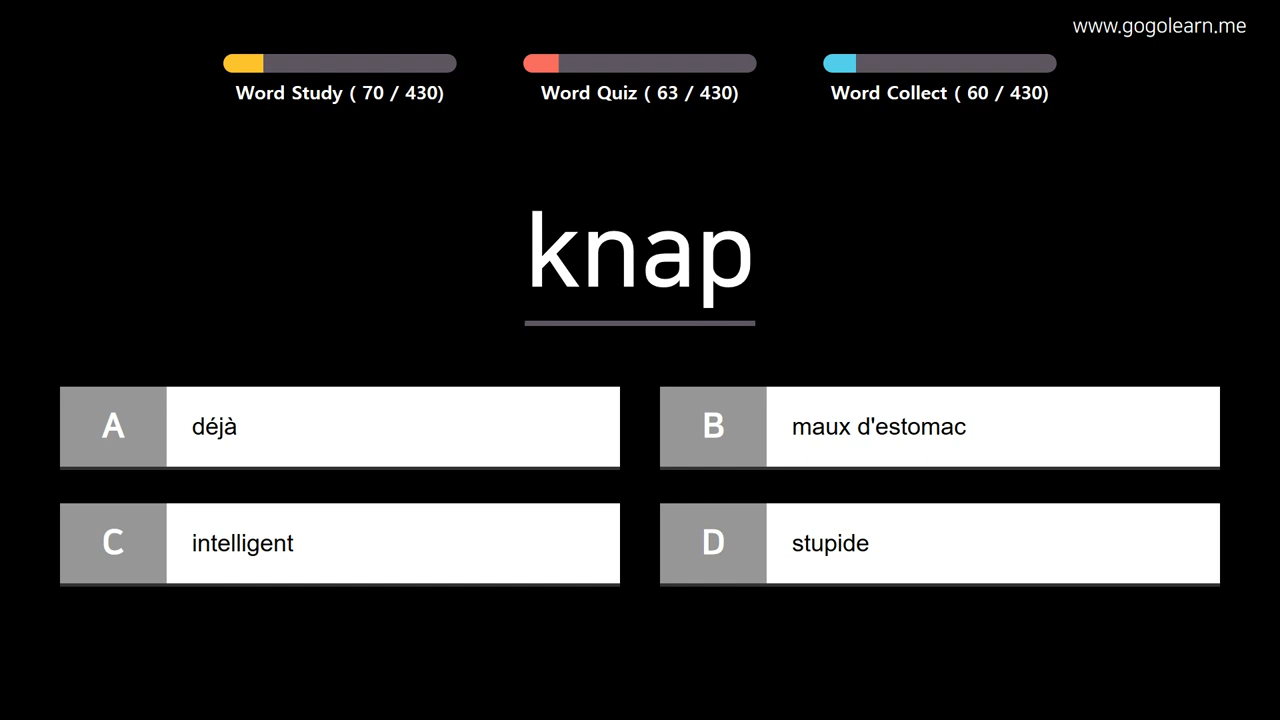 www.gogolearn.me
Word Study ( 70 / 430)
Word Quiz ( 63 / 430)
Word Collect ( 60 / 430)
knap
A déjà
B maux d'estomac
C intelligent
D stupide